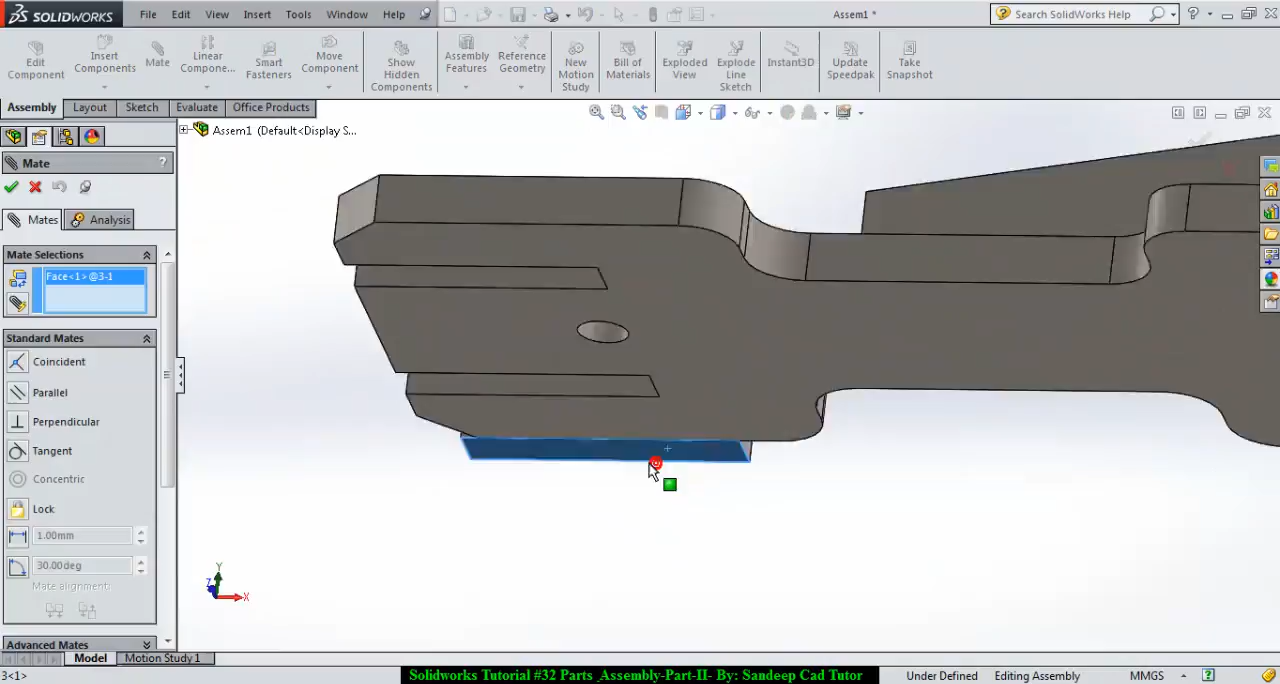 SOLIDWORKS
File Edit View Insert Tools Window Help
Assem1 *
Search SolidWorks Help
Edit Component
Insert Components
Mate
Linear Compone...
Smart Fasteners
Move Component
Show Hidden Components
Assembly Features
Reference Geometry
New Motion Study
Bill of Materials
Exploded View
Explode Line Sketch
Instant3D
Update Speedpak
Take Snapshot
Assembly Layout Sketch Evaluate Office Products
Assem1 (Default<Display S...
Mate ?
Mates Analysis
Mate Selections
Face<1>@3-1
Standard Mates
Coincident
Parallel
Perpendicular
Tangent
Concentric
Lock
1.00mm
30.00deg
Mate alignment:
Advanced Mates
Y
Z
X
Model Motion Study 1
3<1>
Solidworks Tutorial #32 Parts Assembly-Part-II- By: Sandeep Cad Tutor
Under Defined Editing Assembly MMGS ?